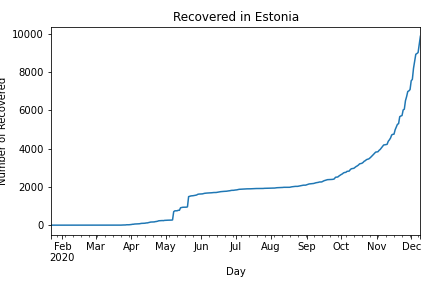 Recovered in Estonia
Number of Recovered
10000
8000
6000
4000
2000
0
Feb Mar Apr May Jun Jul Aug Sep Oct Nov Dec
2020
Day